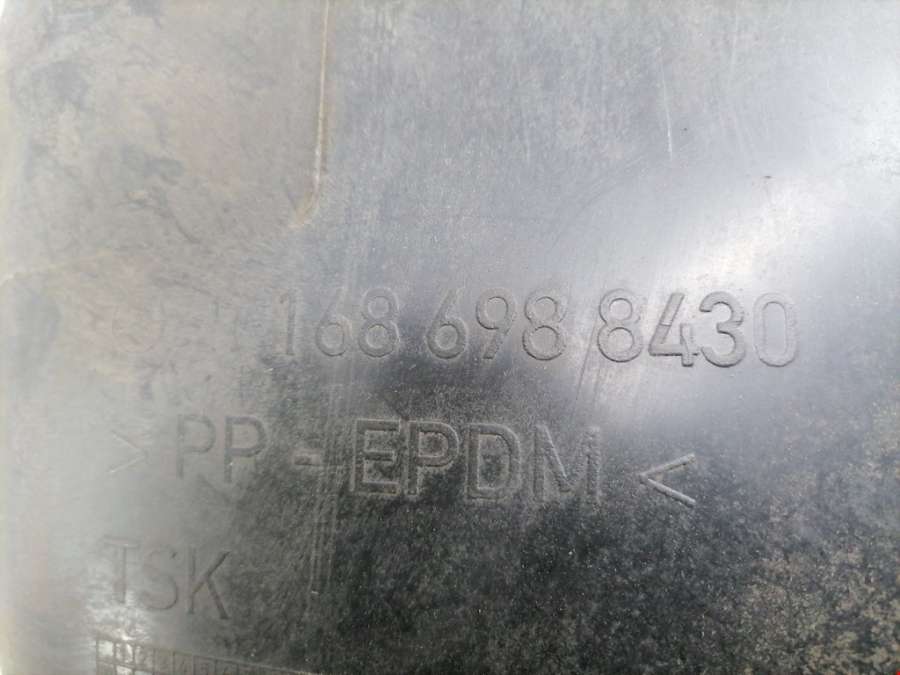 168 698 8430
> PP - EPDM <
TSK